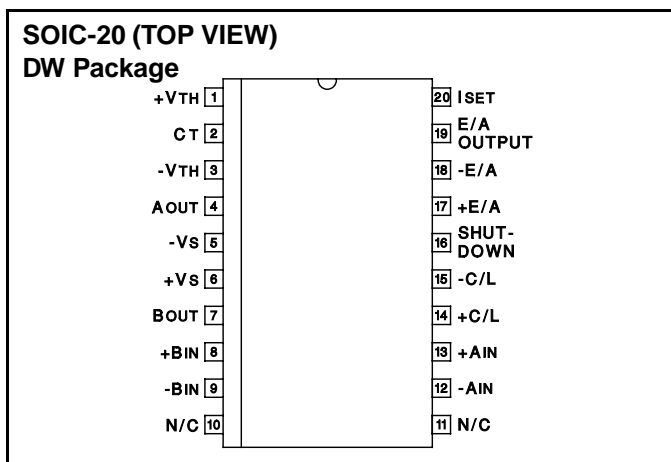 SOIC-20 (TOP VIEW)
DW Package
+VTH 1
CT 2
-VTH 3
AOUT 4
-VS 5
+VS 6
BOUT 7
+BIN 8
-BIN 9
N/C 10
20 ISET
19 E/A
OUTPUT
18 -E/A
17 +E/A
16 SHUT-
DOWN
15 -C/L
14 +C/L
13 +AIN
12 -AIN
11 N/C